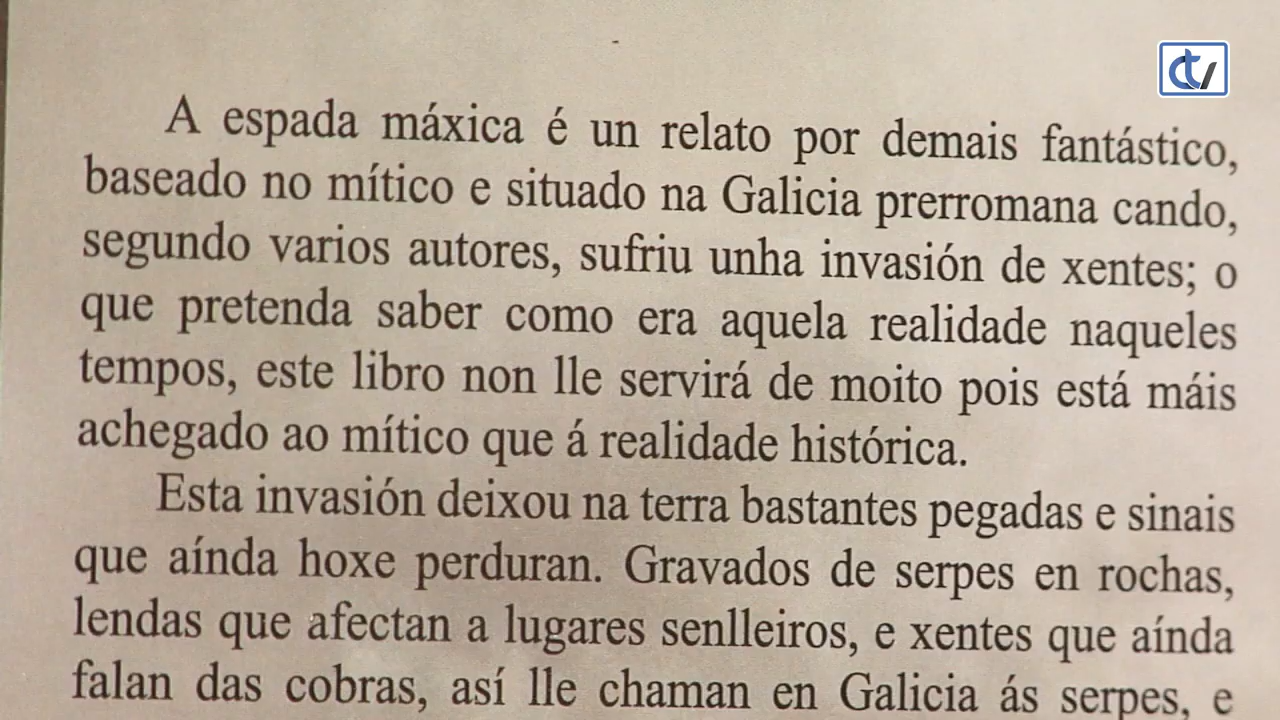 CTV
A espada máxica é un relato por demais fantástico,
baseado no mítico e situado na Galicia prerromana cando,
segundo varios autores, sufriu unha invasión de xentes; o
que pretenda saber como era aquela realidade naqueles
tempos, este libro non lle servirá de moito pois está máis
achegado ao mítico que á realidade histórica.
Esta invasión deixou na terra bastantes pegadas e sinais
que aínda hoxe perduran. Gravados de serpes en rochas,
lendas que afectan a lugares senlleiros, e xentes que aínda
falan das cobras, así lle chaman en Galicia ás serpes, e